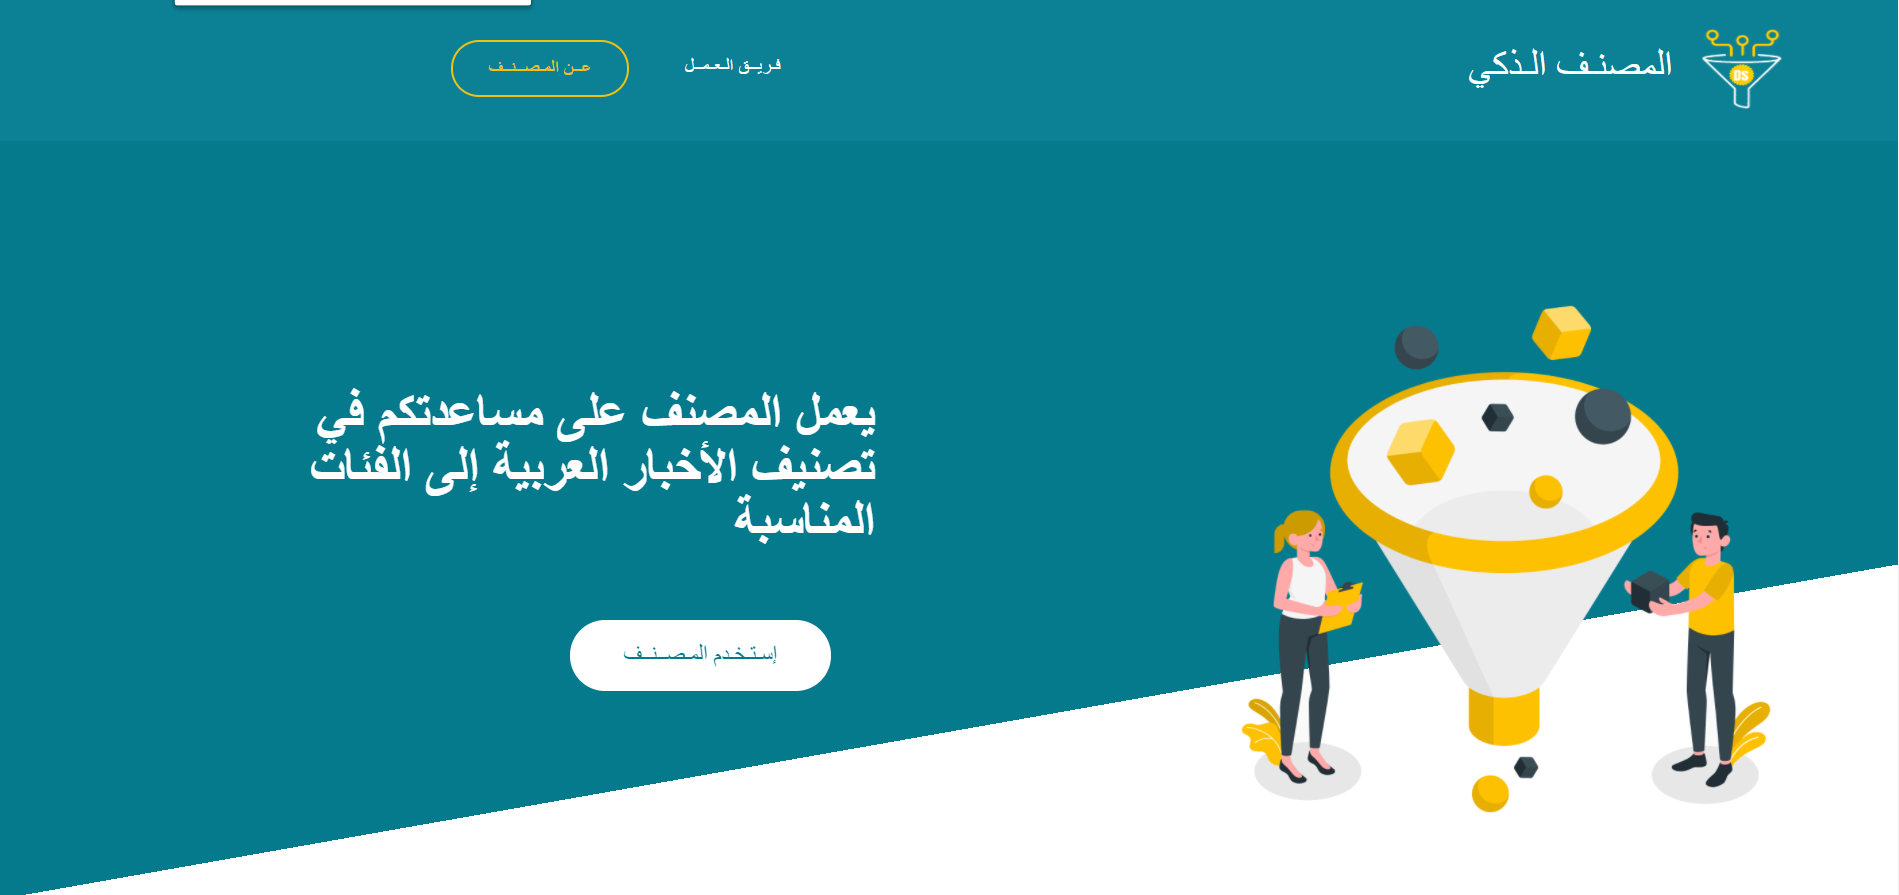 DS
المصنف الذكي
فريق العمل
عن المصنف
يعمل المصنف على مساعدتكم في
تصنيف الأخبار العربية إلى الفئات
المناسبة
إستخدم المصنف